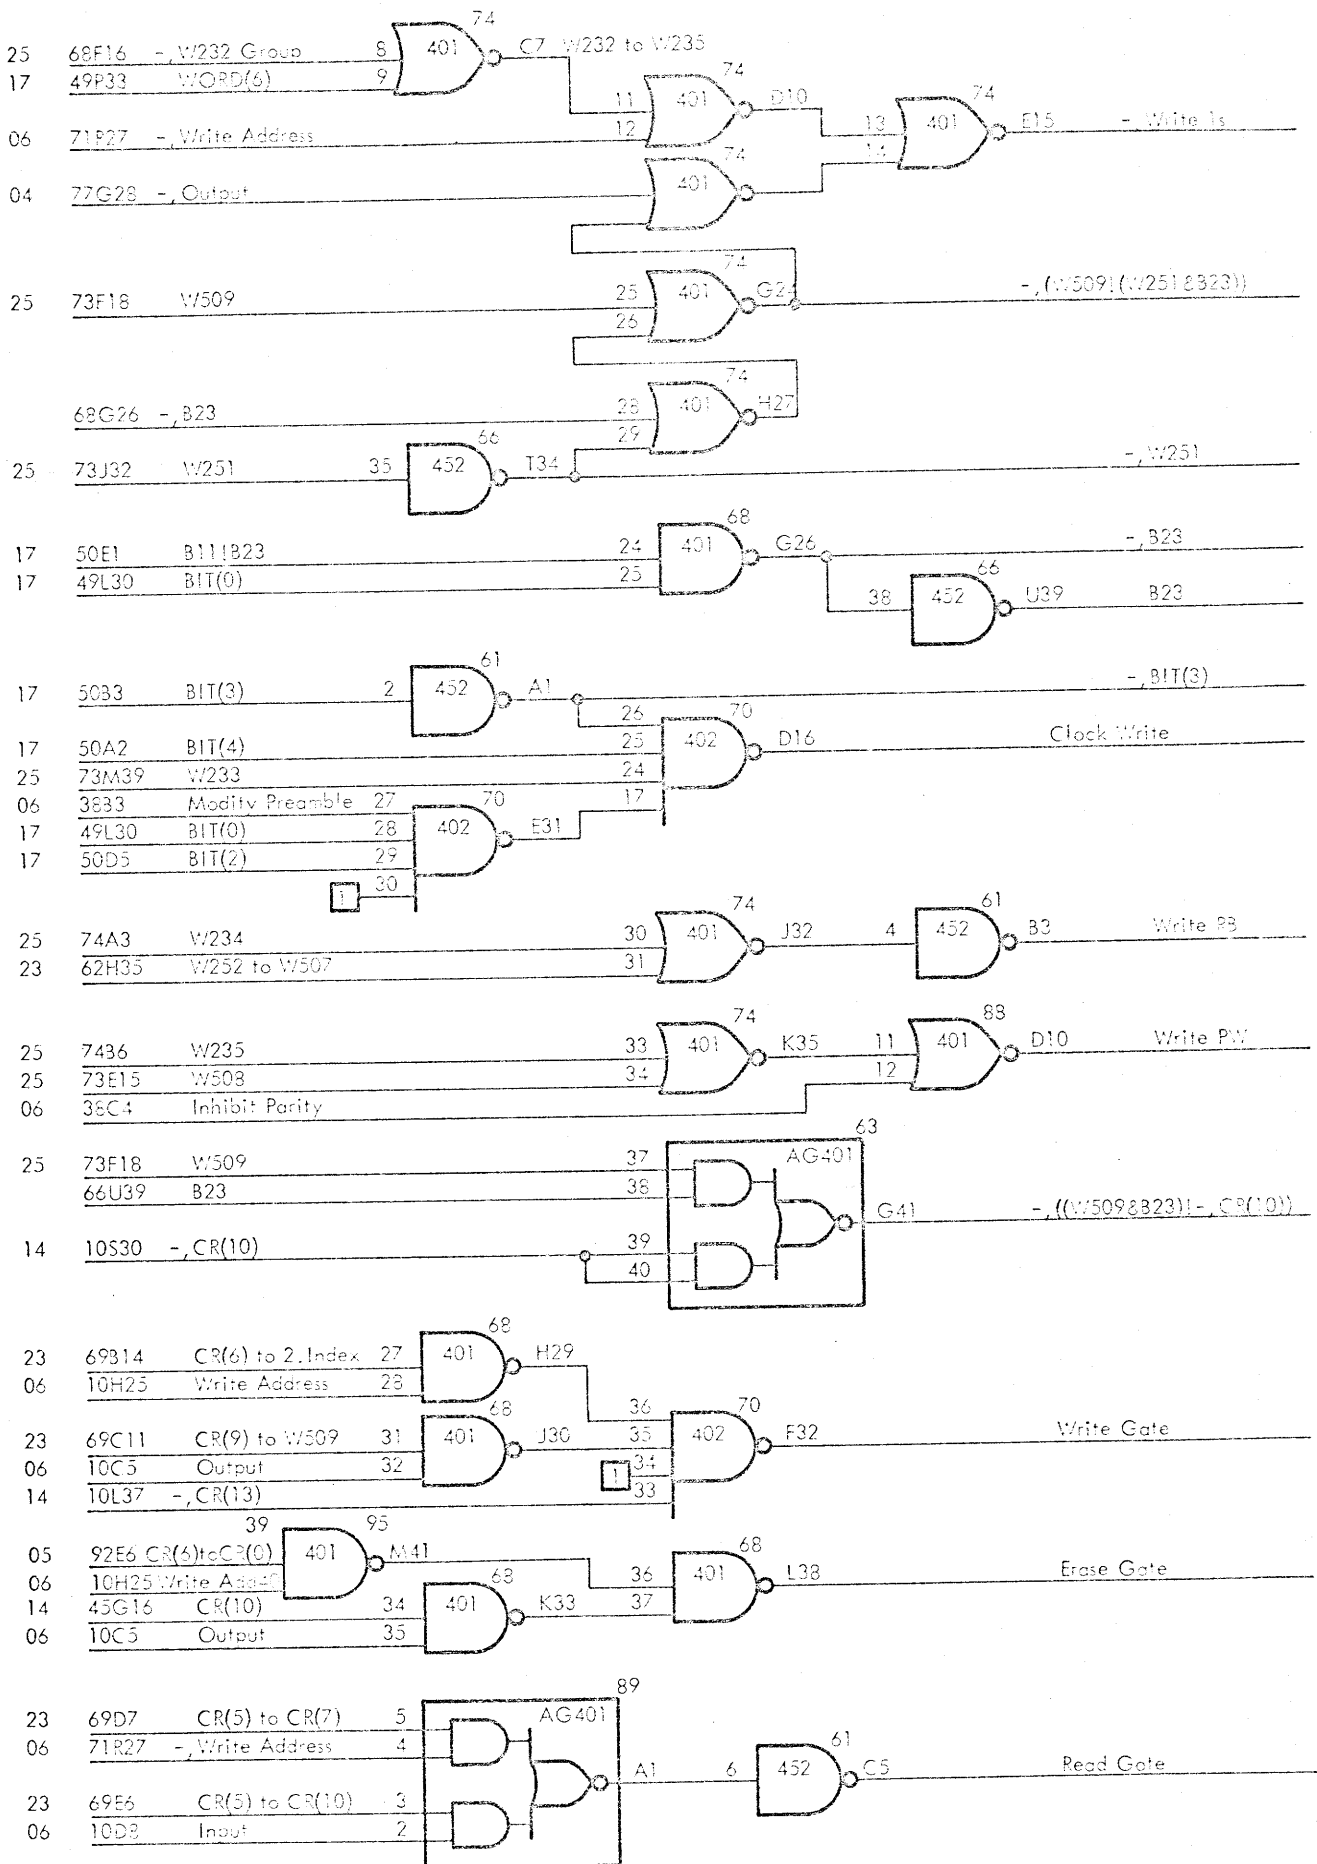 74
25 68F16 -,W232 Group 8 401 C7 W232 to W235
17 49P33 WORD(6) 9
74
11 401 D10
74
06 71R27 -,Write Address 12
13 401 E15 -,Write 1s
14
74
04 77G28 -,Output 401
74
25 73F18 W509 25 401 G24 -,(W509!(W251&B23))
26
74
68G26 -,B23 28 401 H27
29
66
25 73J32 W251 35 452 T34 -,W251
68
17 50E1 B11!B23 24 401 G26 -,B23
17 49L30 BIT(0) 25
66
38 452 U39 B23
61
17 50B3 BIT(3) 2 452 A1 -,BIT(3)
26 70
17 50A2 BIT(4) 25 402 D16 Clock Write
25 73M39 W233 24
06 38B3 Modify Preamble 27 70 17
17 49L30 BIT(0) 28 402 E31
17 50D5 BIT(2) 29
1 30
74 61
25 74A3 W234 30 401 J32 4 452 B3 Write PB
23 62H35 W252 to W507 31
74 88
25 74B6 W235 33 401 K35 11 401 D10 Write PW
25 73E15 W508 34 12
06 38C4 Inhibit Parity
63
25 73F18 W509 37 AG401
66U39 B23 38
G41 -,((W509&B23)!-,CR(10))
14 10S30 -,CR(10) 39
40
68
23 69B14 CR(6) to 2.Index 27 401 H29
06 10H25 Write Address 28
68 36 70
23 69C11 CR(9) to W509 31 401 J30 35 402 F32 Write Gate
06 10C5 Output 32 1 34
14 10L37 -,CR(13) 33
39 95
05 92E6 CR(6)toCR(0) 401 M41 68
06 10H25 Write Add 40 68 36 401 L38 Erase Gate
14 45G16 CR(10) 34 401 K33 37
06 10C5 Output 35
89
23 69D7 CR(5) to CR(7) 5 AG401
06 71R27 -,Write Address 4
61
A1 6 452 C5 Read Gate
23 69E6 CR(5) to CR(10) 3
06 10D8 Input 2